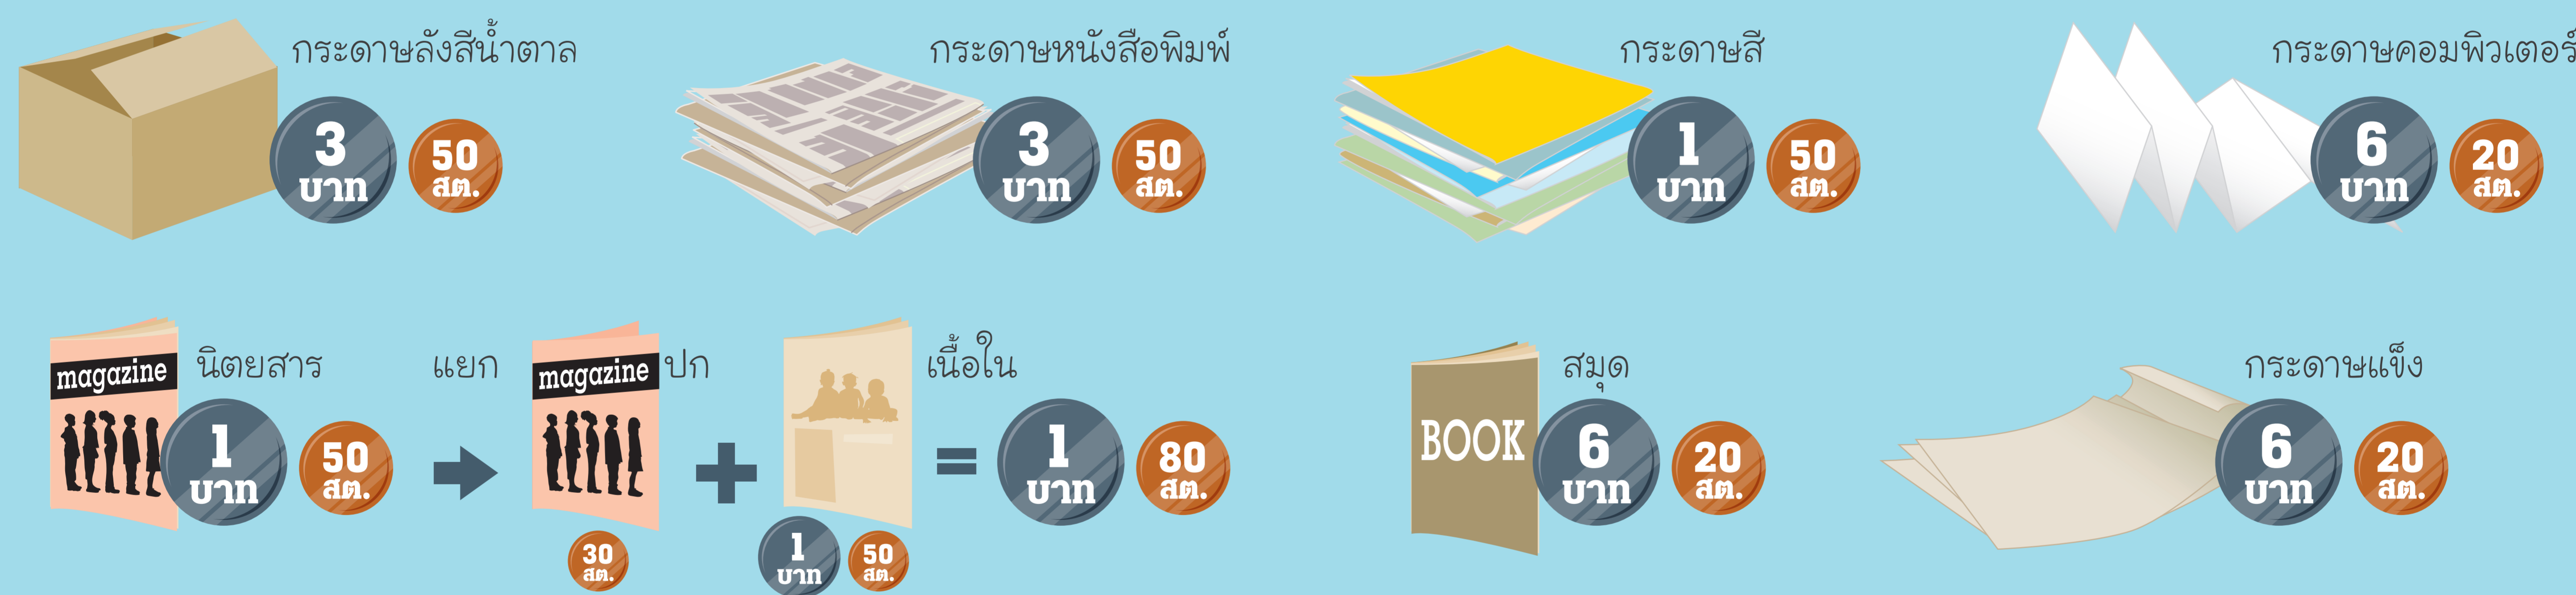 กระดาษลังสีน้ำตาล
3
บาท
50
สต.
กระดาษหนังสือพิมพ์
3
บาท
50
สต.
กระดาษสี
1
บาท
50
สต.
กระดาษคอมพิวเตอร์
6
บาท
20
สต.
magazine
นิตยสาร
1
บาท
50
สต.
แยก
magazine
ปก
30
สต.
+
เนื้อใน
1
บาท
50
สต.
=
1
บาท
80
สต.
BOOK
สมุด
6
บาท
20
สต.
กระดาษแข็ง
6
บาท
20
สต.